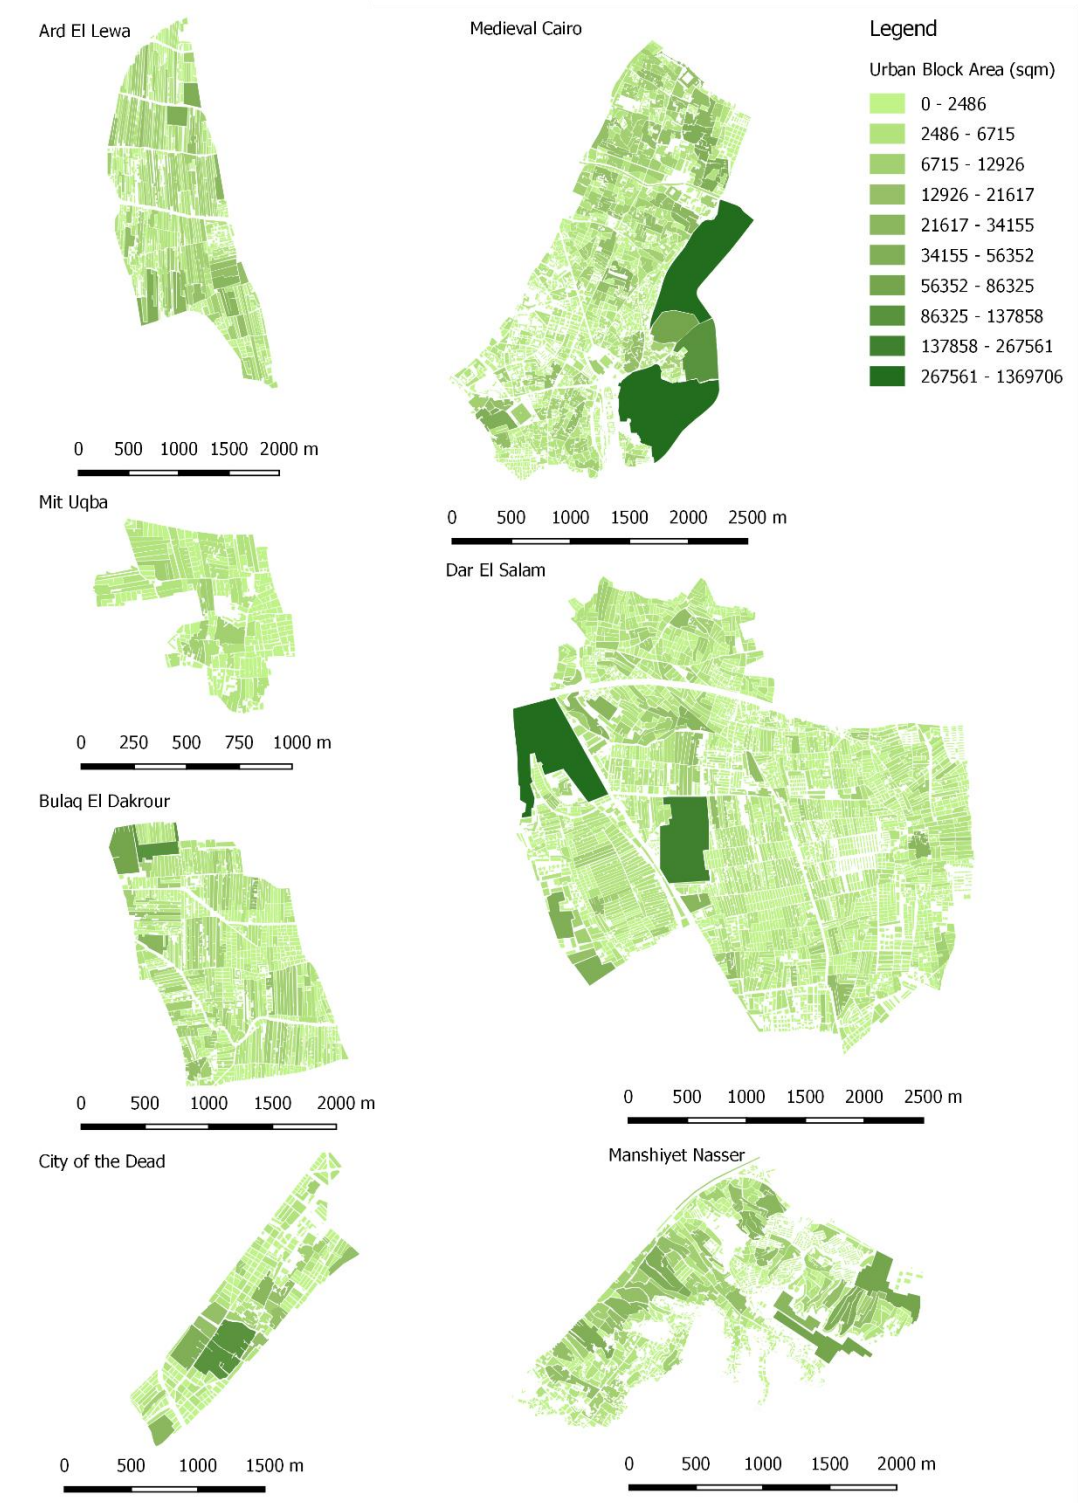 Ard El Lewa
Medieval Cairo
Legend
Urban Block Area (sqm)
0 - 2486
2486 - 6715
6715 - 12926
12926 - 21617
21617 - 34155
34155 - 56352
56352 - 86325
86325 - 137858
137858 - 267561
267561 - 1369706
0 500 1000 1500 2000 m
Mit Uqba
0 500 1000 1500 2000 2500 m
Dar El Salam
0 250 500 750 1000 m
Bulaq El Dakrour
0 500 1000 1500 2000 m
0 500 1000 1500 2000 2500 m
City of the Dead
Manshiyet Nasser
0 500 1000 1500 m
0 500 1000 1500 2000 m